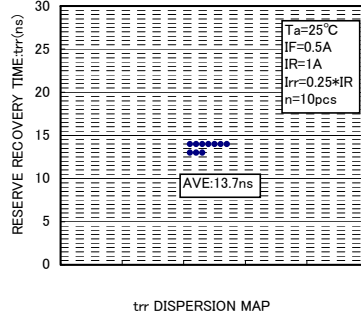 30
25
20
15
10
5
0
RESERVE RECOVERY TIME:trr(ns)
Ta=25°C
IF=0.5A
IR=1A
Irr=0.25*IR
n=10pcs
AVE:13.7ns
trr DISPERSION MAP